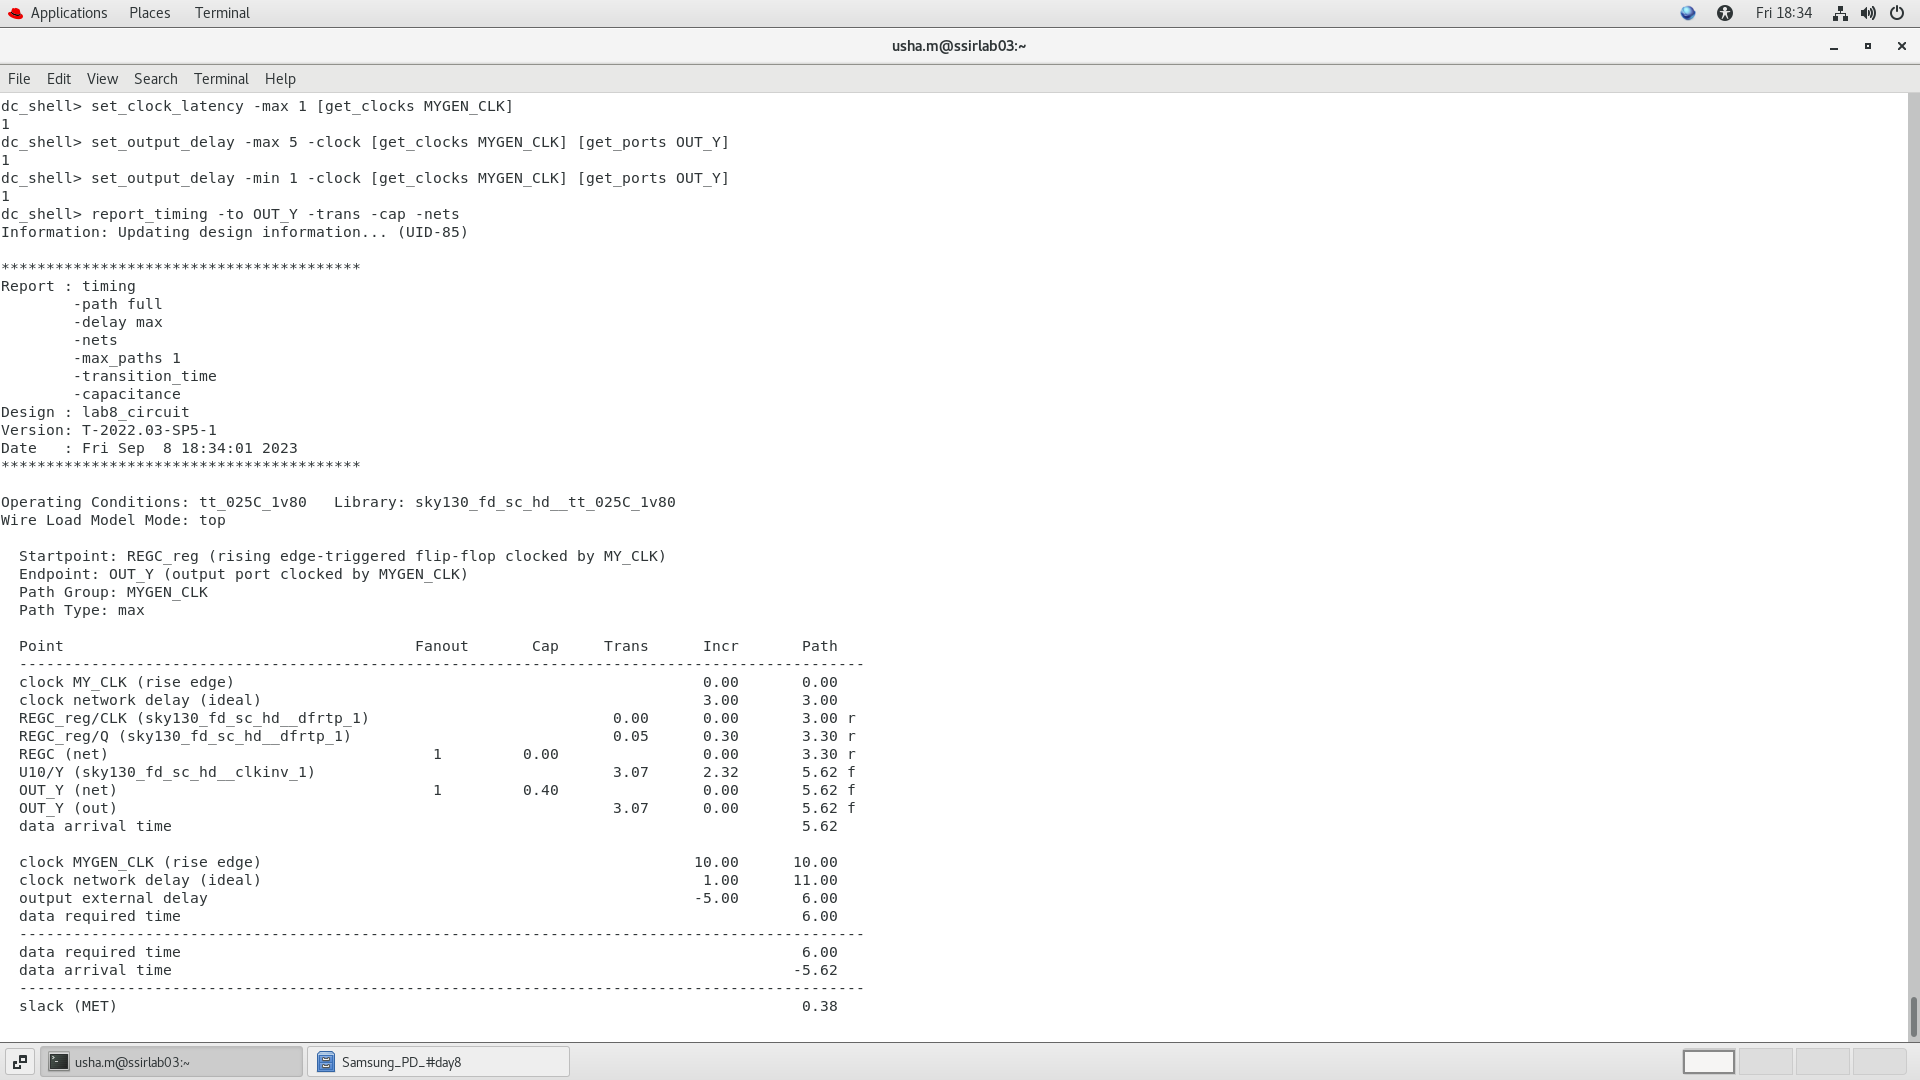 Applications Places Terminal Fri 18:34
usha.m@ssirlab03:~
File Edit View Search Terminal Help
dc_shell> set_clock_latency -max 1 [get_clocks MYGEN_CLK]
1
dc_shell> set_output_delay -max 5 -clock [get_clocks MYGEN_CLK] [get_ports OUT_Y]
1
dc_shell> set_output_delay -min 1 -clock [get_clocks MYGEN_CLK] [get_ports OUT_Y]
1
dc_shell> report_timing -to OUT_Y -trans -cap -nets
Information: Updating design information... (UID-85)
****************************************
Report : timing
        -path full
        -delay max
        -nets
        -max_paths 1
        -transition_time
        -capacitance
Design : lab8_circuit
Version: T-2022.03-SP5-1
Date   : Fri Sep  8 18:34:01 2023
****************************************
Operating Conditions: tt_025C_1v80   Library: sky130_fd_sc_hd__tt_025C_1v80
Wire Load Model Mode: top
  Startpoint: REGC_reg (rising edge-triggered flip-flop clocked by MY_CLK)
  Endpoint: OUT_Y (output port clocked by MYGEN_CLK)
  Path Group: MYGEN_CLK
  Path Type: max
  Point                                       Fanout       Cap     Trans      Incr       Path
  ----------------------------------------------------------------------------------------------
  clock MY_CLK (rise edge)                                                    0.00       0.00
  clock network delay (ideal)                                                 3.00       3.00
  REGC_reg/CLK (sky130_fd_sc_hd__dfrtp_1)                           0.00      0.00       3.00 r
  REGC_reg/Q (sky130_fd_sc_hd__dfrtp_1)                             0.05      0.30       3.30 r
  REGC (net)                                    1         0.00                0.00       3.30 r
  U10/Y (sky130_fd_sc_hd__clkinv_1)                                 3.07      2.32       5.62 f
  OUT_Y (net)                                   1         0.40                0.00       5.62 f
  OUT_Y (out)                                                       3.07      0.00       5.62 f
  data arrival time                                                                      5.62
  clock MYGEN_CLK (rise edge)                                                10.00      10.00
  clock network delay (ideal)                                                 1.00      11.00
  output external delay                                                      -5.00       6.00
  data required time                                                                     6.00
  ----------------------------------------------------------------------------------------------
  data required time                                                                     6.00
  data arrival time                                                                     -5.62
  ----------------------------------------------------------------------------------------------
  slack (MET)                                                                            0.38
usha.m@ssirlab03:~ Samsung_PD_#day8